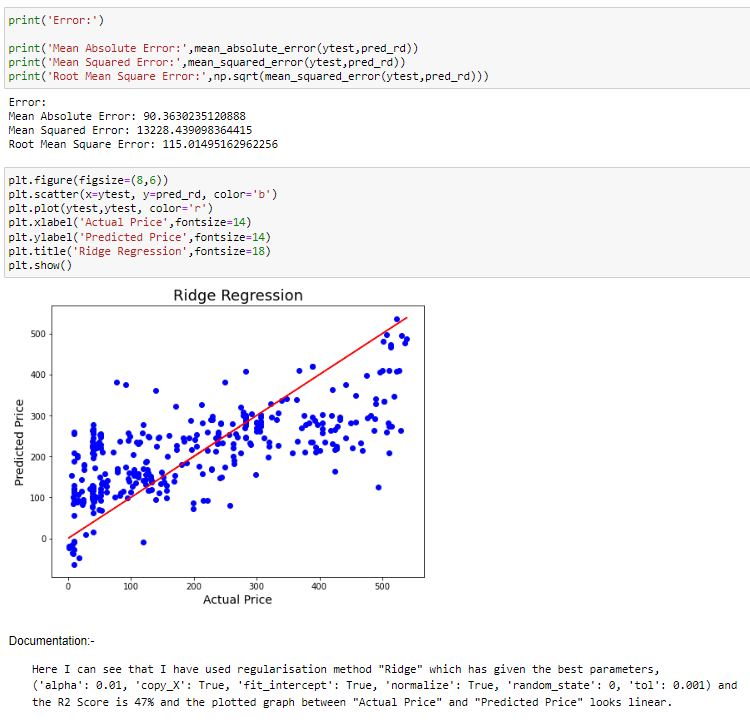 print('Error:')
print('Mean Absolute Error:',mean_absolute_error(ytest,pred_rd))
print('Mean Squared Error:',mean_squared_error(ytest,pred_rd))
print('Root Mean Square Error:',np.sqrt(mean_squared_error(ytest,pred_rd)))
Error:
Mean Absolute Error: 90.3630235120888
Mean Squared Error: 13228.439098364415
Root Mean Square Error: 115.01495162962256
plt.figure(figsize=(8,6))
plt.scatter(x=ytest, y=pred_rd, color='b')
plt.plot(ytest,ytest, color='r')
plt.xlabel('Actual Price',fontsize=14)
plt.ylabel('Predicted Price',fontsize=14)
plt.title('Ridge Regression',fontsize=18)
plt.show()
Ridge Regression
500
400
300
200
100
0
Predicted Price
0 100 200 300 400 500
Actual Price
Documentation:-
Here I can see that I have used regularisation method "Ridge" which has given the best parameters,
('alpha': 0.01, 'copy_X': True, 'fit_intercept': True, 'normalize': True, 'random_state': 0, 'tol': 0.001) and
the R2 Score is 47% and the plotted graph between "Actual Price" and "Predicted Price" looks linear.